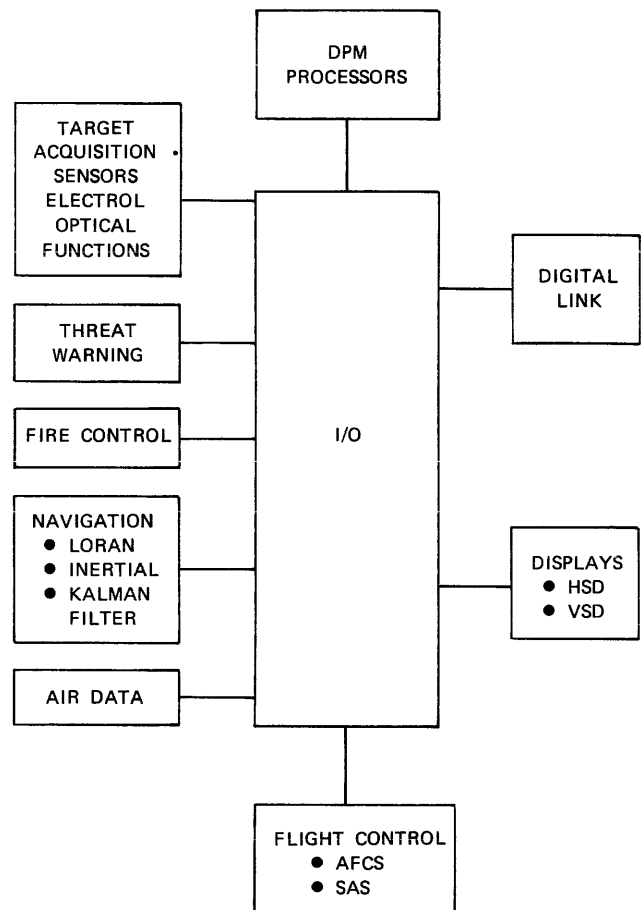 DPM
PROCESSORS
TARGET
ACQUISITION
SENSORS
ELECTROL
OPTICAL
FUNCTIONS
DIGITAL
LINK
THREAT
WARNING
FIRE CONTROL
I/O
NAVIGATION
● LORAN
● INERTIAL
● KALMAN
FILTER
DISPLAYS
● HSD
● VSD
AIR DATA
FLIGHT CONTROL
● AFCS
● SAS